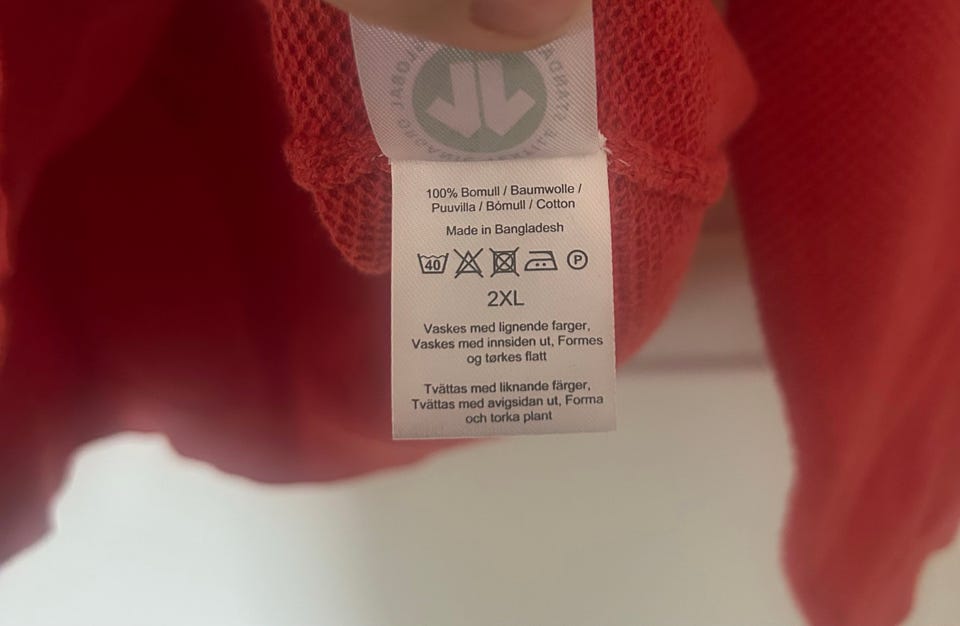 100% Bomull / Baumwolle /
Puuvilla / Bómull / Cotton
Made in Bangladesh
40 P
2XL
Vaskes med lignende farger,
Vaskes med innsiden ut, Formes
og tørkes flatt
Tvättas med liknande färger,
Tvättas med avigsidan ut, Forma
och torka plant